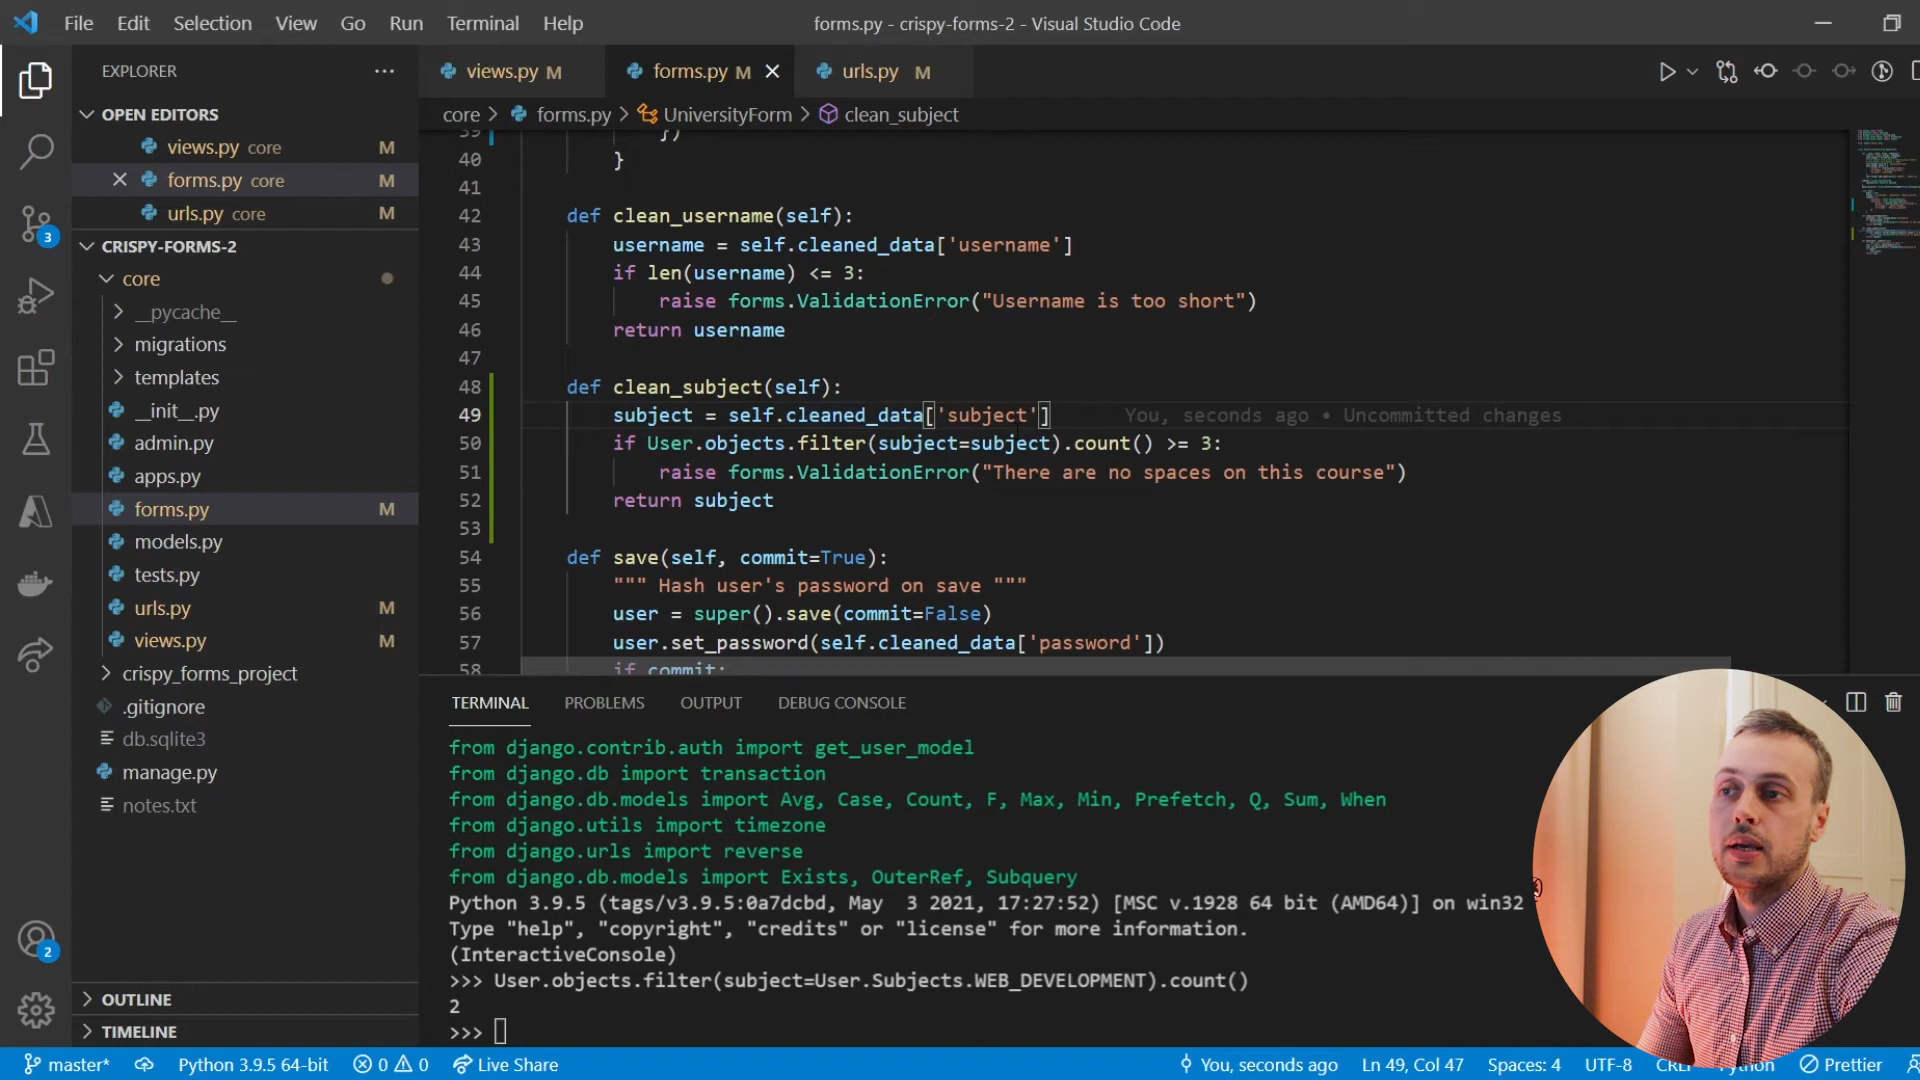 File Edit Selection View Go Run Terminal Help
forms.py - crispy-forms-2 - Visual Studio Code
EXPLORER
OPEN EDITORS
views.py core M
forms.py core M
urls.py core M
CRISPY-FORMS-2
core
__pycache__
migrations
templates
__init__.py
admin.py
apps.py
forms.py M
models.py
tests.py
urls.py M
views.py M
crispy_forms_project
.gitignore
db.sqlite3
manage.py
notes.txt
OUTLINE
TIMELINE
3
2
views.py M forms.py M urls.py M
core > forms.py > UniversityForm > clean_subject
39 })
40 }
41
42 def clean_username(self):
43 username = self.cleaned_data['username']
44 if len(username) <= 3:
45 raise forms.ValidationError("Username is too short")
46 return username
47
48 def clean_subject(self):
49 subject = self.cleaned_data['subject'] You, seconds ago • Uncommitted changes
50 if User.objects.filter(subject=subject).count() >= 3:
51 raise forms.ValidationError("There are no spaces on this course")
52 return subject
53
54 def save(self, commit=True):
55 """ Hash user's password on save """
56 user = super().save(commit=False)
57 user.set_password(self.cleaned_data['password'])
58 if commit:
TERMINAL PROBLEMS OUTPUT DEBUG CONSOLE
from django.contrib.auth import get_user_model
from django.db import transaction
from django.db.models import Avg, Case, Count, F, Max, Min, Prefetch, Q, Sum, When
from django.utils import timezone
from django.urls import reverse
from django.db.models import Exists, OuterRef, Subquery
Python 3.9.5 (tags/v3.9.5:0a7dcbd, May  3 2021, 17:27:52) [MSC v.1928 64 bit (AMD64)] on win32
Type "help", "copyright", "credits" or "license" for more information.
(InteractiveConsole)
>>> User.objects.filter(subject=User.Subjects.WEB_DEVELOPMENT).count()
2
>>>
master* Python 3.9.5 64-bit 0 0 Live Share You, seconds ago Ln 49, Col 47 Spaces: 4 UTF-8 Prettier